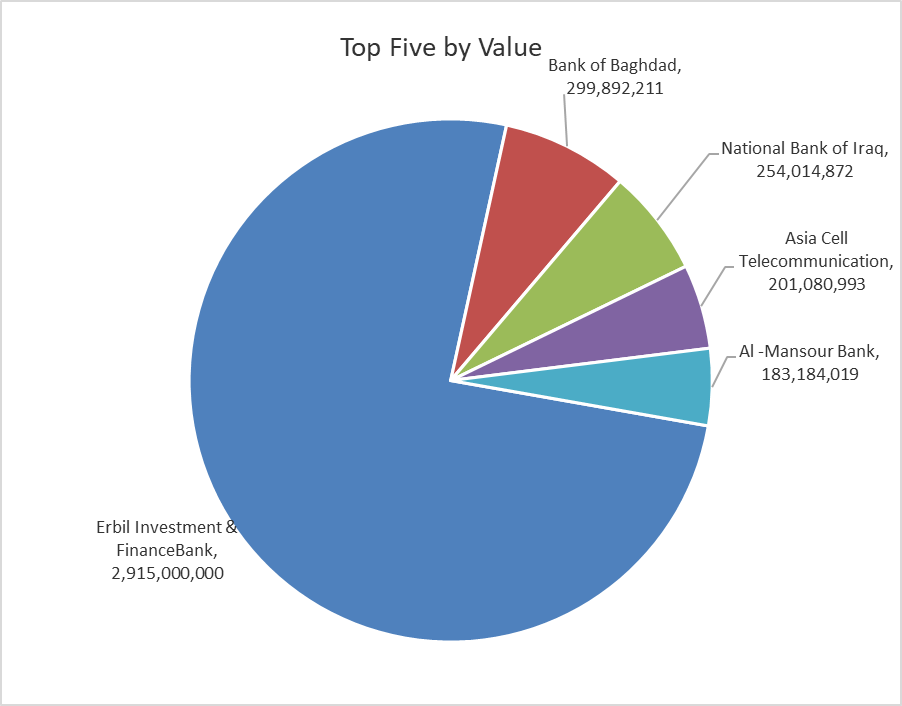 Top Five by Value
Bank of Baghdad,
299,892,211
National Bank of Iraq,
254,014,872
Asia Cell
Telecommunication,
201,080,993
Al -Mansour Bank,
183,184,019
Erbil Investment &
FinanceBank,
2,915,000,000